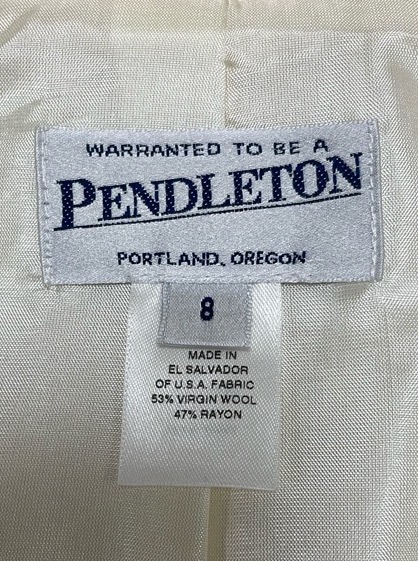 WARRANTED TO BE A
PENDLETON
PORTLAND, OREGON
8
MADE IN
EL SALVADOR
OF U.S.A. FABRIC
53% VIRGIN WOOL
47% RAYON